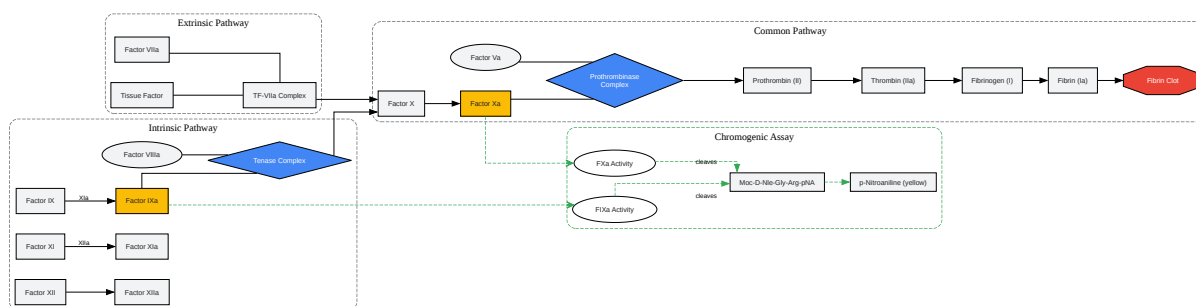 Extrinsic Pathway
Factor VIIa
Tissue Factor
TF-VIIa Complex
Common Pathway
Factor Va
Prothrombinase
Complex
Factor X
Factor Xa
Prothrombin (II)
Thrombin (IIa)
Fibrinogen (I)
Fibrin (Ia)
Fibrin Clot
Intrinsic Pathway
Factor VIIIa
Tenase Complex
Factor IX
XIa
Factor IXa
Factor XI
XIIa
Factor XIa
Factor XII
Factor XIIa
Chromogenic Assay
FXa Activity
cleaves
Moc-D-Nle-Gly-Arg-pNA
p-Nitroaniline (yellow)
cleaves
FIXa Activity